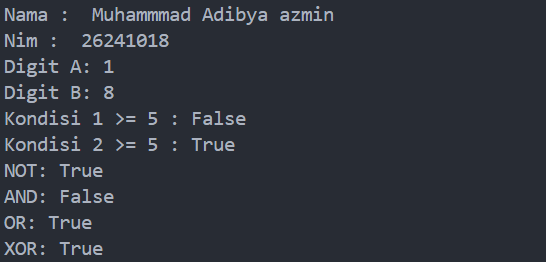 Nama :  Muhammmad Adibya azmin
Nim :  26241018
Digit A: 1
Digit B: 8
Kondisi 1 >= 5 : False
Kondisi 2 >= 5 : True
NOT: True
AND: False
OR: True
XOR: True